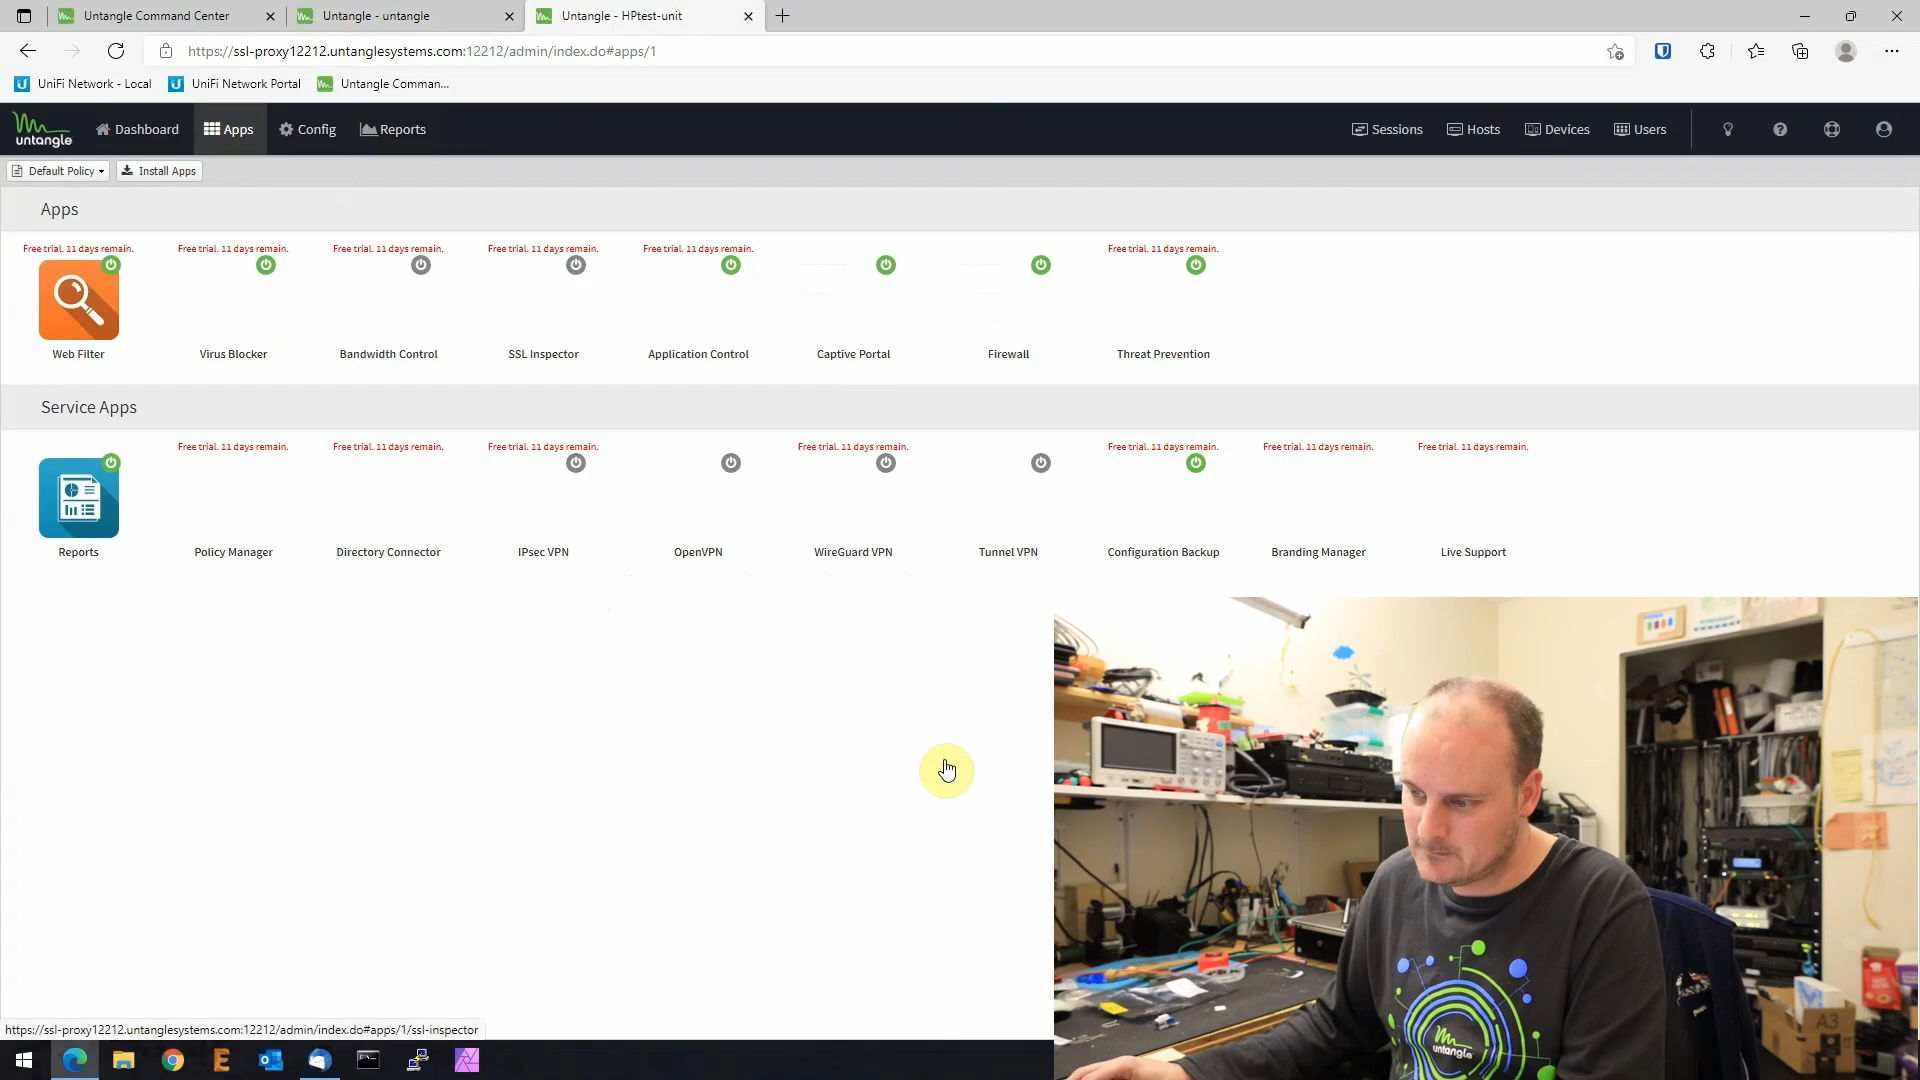 Untangle Command Center
Untangle - untangle
Untangle - HPtest-unit
https://ssl-proxy12212.untanglesystems.com:12212/admin/index.do#apps/1
UniFi Network - Local
UniFi Network Portal
Untangle Comman...
untangle
Dashboard
Apps
Config
Reports
Sessions
Hosts
Devices
Users
Default Policy
Install Apps
Apps
Free trial. 11 days remain.
Free trial. 11 days remain.
Free trial. 11 days remain.
Free trial. 11 days remain.
Free trial. 11 days remain.
Free trial. 11 days remain.
Web Filter
Virus Blocker
Bandwidth Control
SSL Inspector
Application Control
Captive Portal
Firewall
Threat Prevention
Service Apps
Free trial. 11 days remain.
Free trial. 11 days remain.
Free trial. 11 days remain.
Free trial. 11 days remain.
Free trial. 11 days remain.
Free trial. 11 days remain.
Free trial. 11 days remain.
Reports
Policy Manager
Directory Connector
IPsec VPN
OpenVPN
WireGuard VPN
Tunnel VPN
Configuration Backup
Branding Manager
Live Support
https://ssl-proxy12212.untanglesystems.com:12212/admin/index.do#apps/1/ssl-inspector
untangle
A3